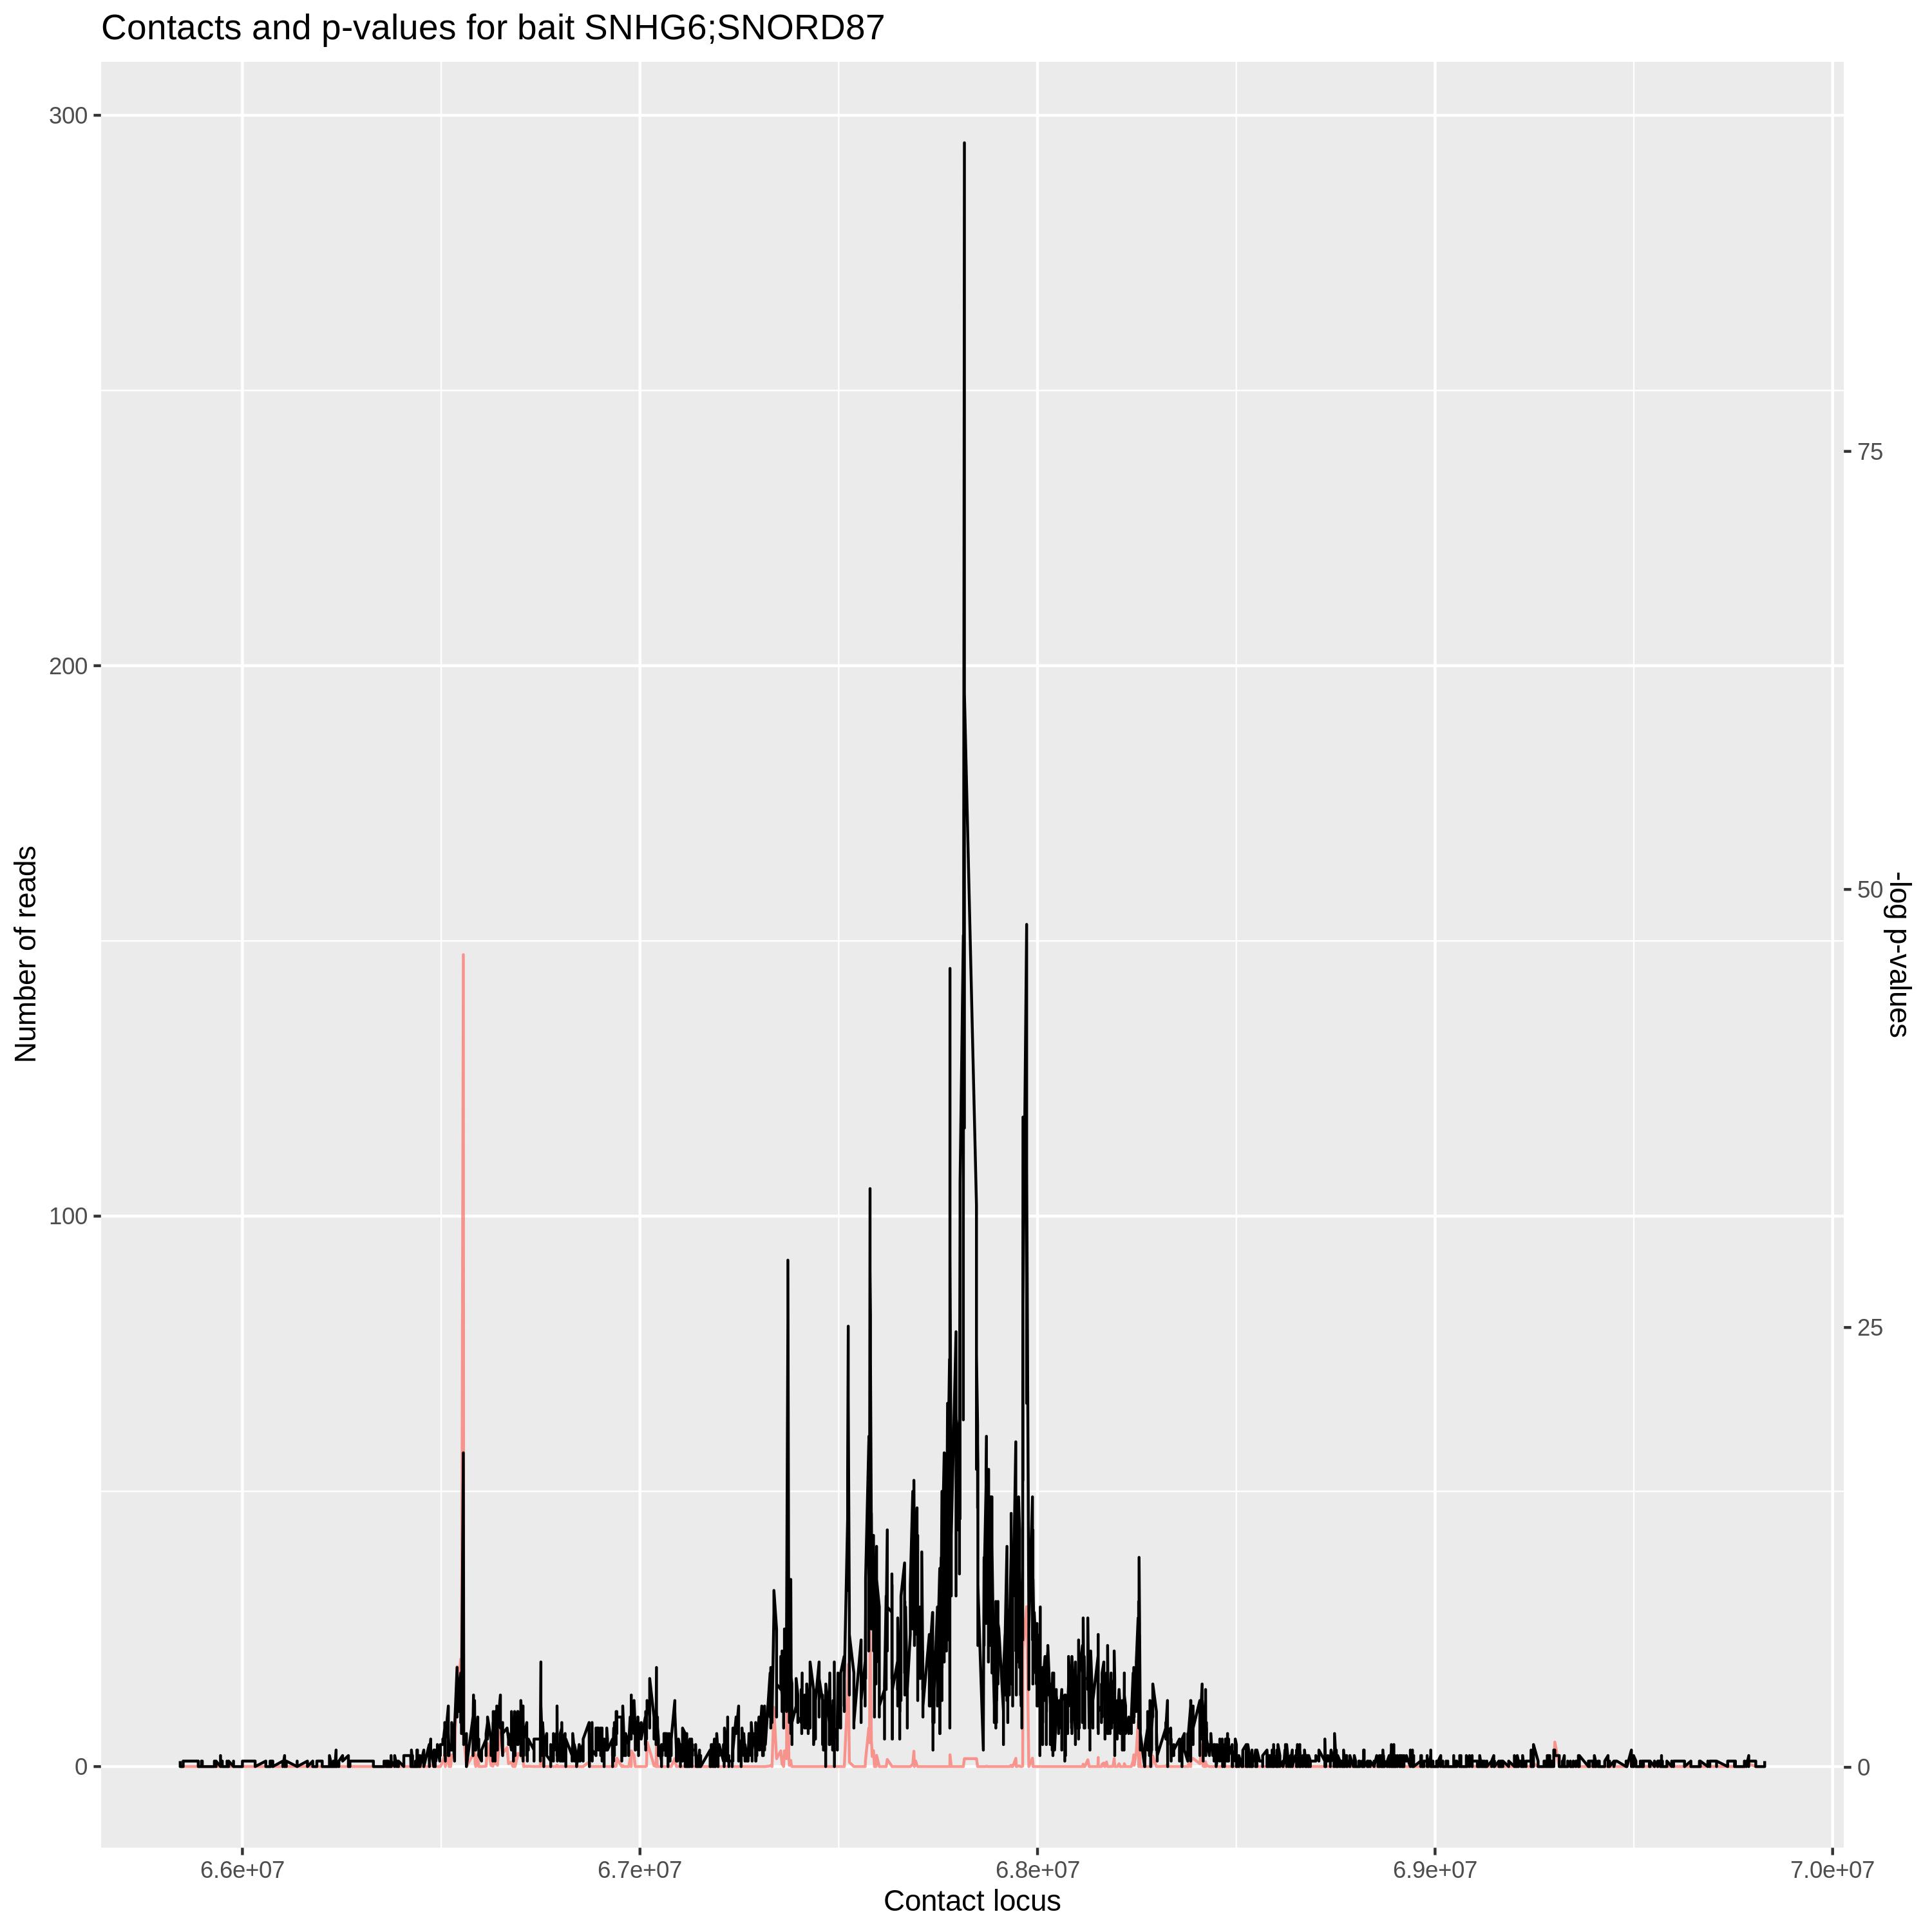 Contacts and p-values for bait SNHG6;SNORD87
300
200
100
0
Number of reads
75
50
25
0
-log p-values
6.6e+07
6.7e+07
6.8e+07
6.9e+07
7.0e+07
Contact locus